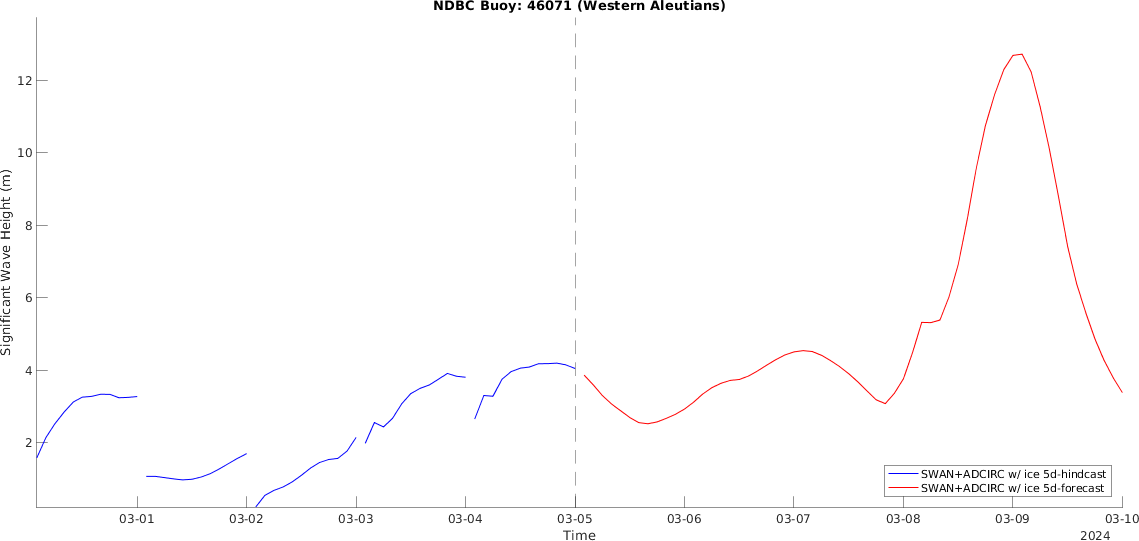 NDBC Buoy: 46071 (Western Aleutians)
Significant Wave Height (m)
12
10
8
6
4
2
SWAN+ADCIRC w/ ice 5d-hindcast
SWAN+ADCIRC w/ ice 5d-forecast
03-01 03-02 03-03 03-04 03-05 03-06 03-07 03-08 03-09 03-10
Time
2024